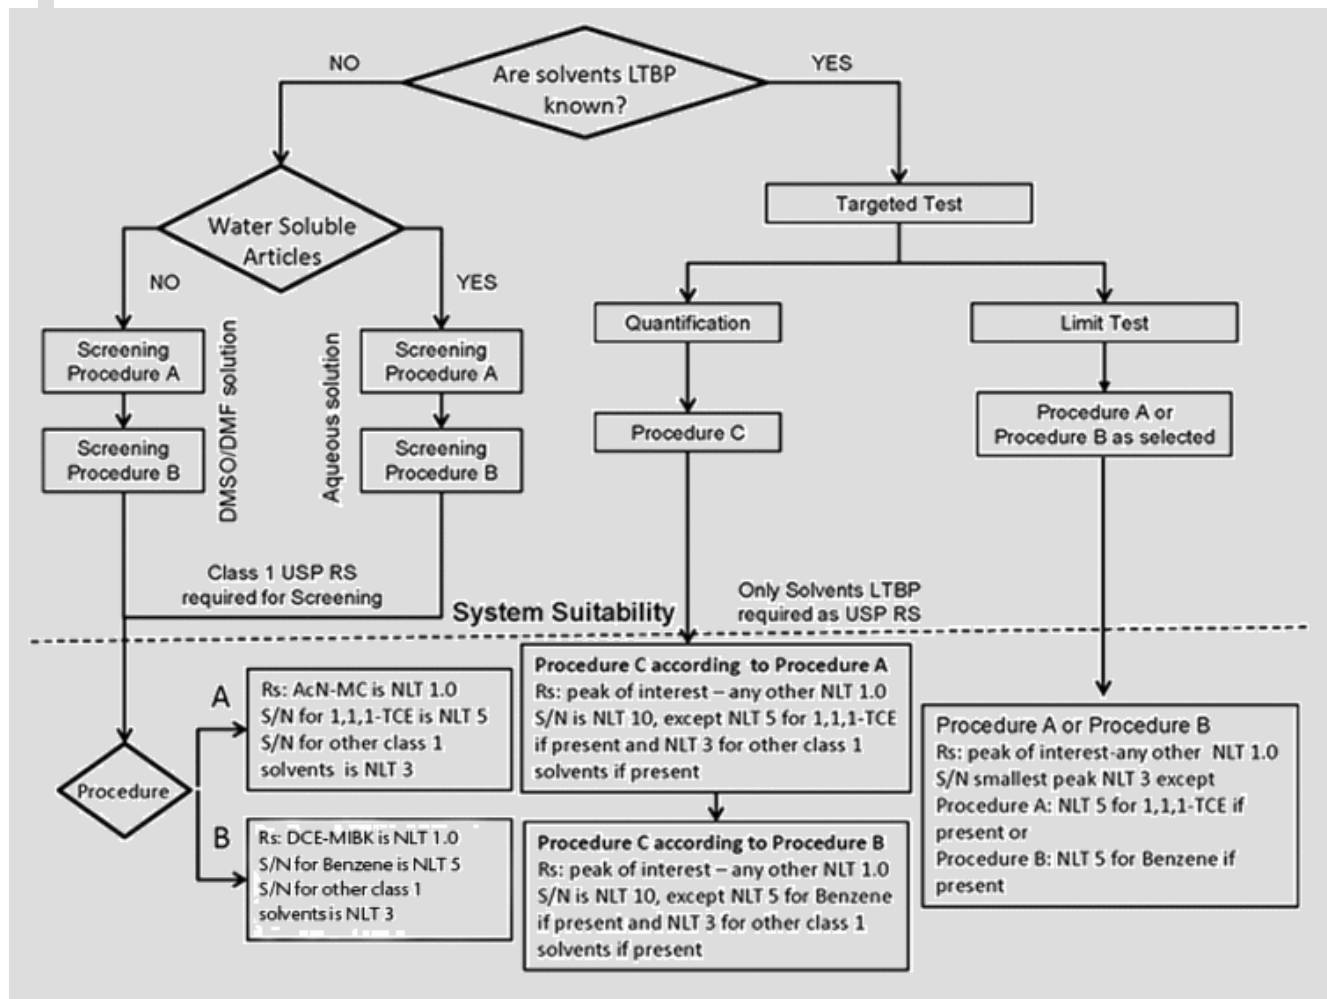 Are solvents LTBP
known?
NO
YES
Water Soluble
Articles
NO
YES
Targeted Test
Quantification
Limit Test
Screening
Procedure A
DMSO/DMF solution
Aqueous solution
Screening
Procedure A
Screening
Procedure B
Screening
Procedure B
Procedure C
Procedure A or
Procedure B as selected
Class 1 USP RS
required for Screening
System Suitability
Only Solvents LTBP
required as USP RS
Procedure
A
Rs: AcN-MC is NLT 1.0
S/N for 1,1,1-TCE is NLT 5
S/N for other class 1
solvents is NLT 3
B
Rs: DCE-MIBK is NLT 1.0
S/N for Benzene is NLT 5
S/N for other class 1
solvents is NLT 3
Procedure C according to Procedure A
Rs: peak of interest – any other NLT 1.0
S/N is NLT 10, except NLT 5 for 1,1,1-TCE
if present and NLT 3 for other class 1
solvents if present
Procedure C according to Procedure B
Rs: peak of interest – any other NLT 1.0
S/N is NLT 10, except NLT 5 for Benzene
if present and NLT 3 for other class 1
solvents if present
Procedure A or Procedure B
Rs: peak of interest-any other NLT 1.0
S/N smallest peak NLT 3 except
Procedure A: NLT 5 for 1,1,1-TCE if
present or
Procedure B: NLT 5 for Benzene if
present